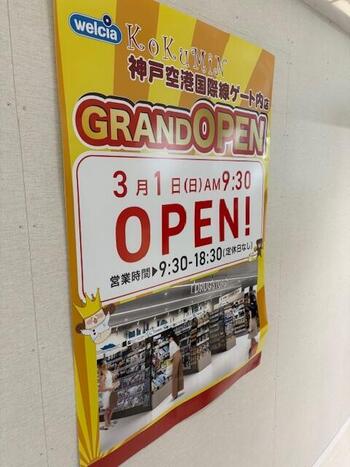 welcia
KoKuMiN
神戸空港国際線ゲート内店
GRAND OPEN
3月1日(日)AM9:30
OPEN!
営業時間▶9:30-18:30(定休日なし)
DRUGSTORE